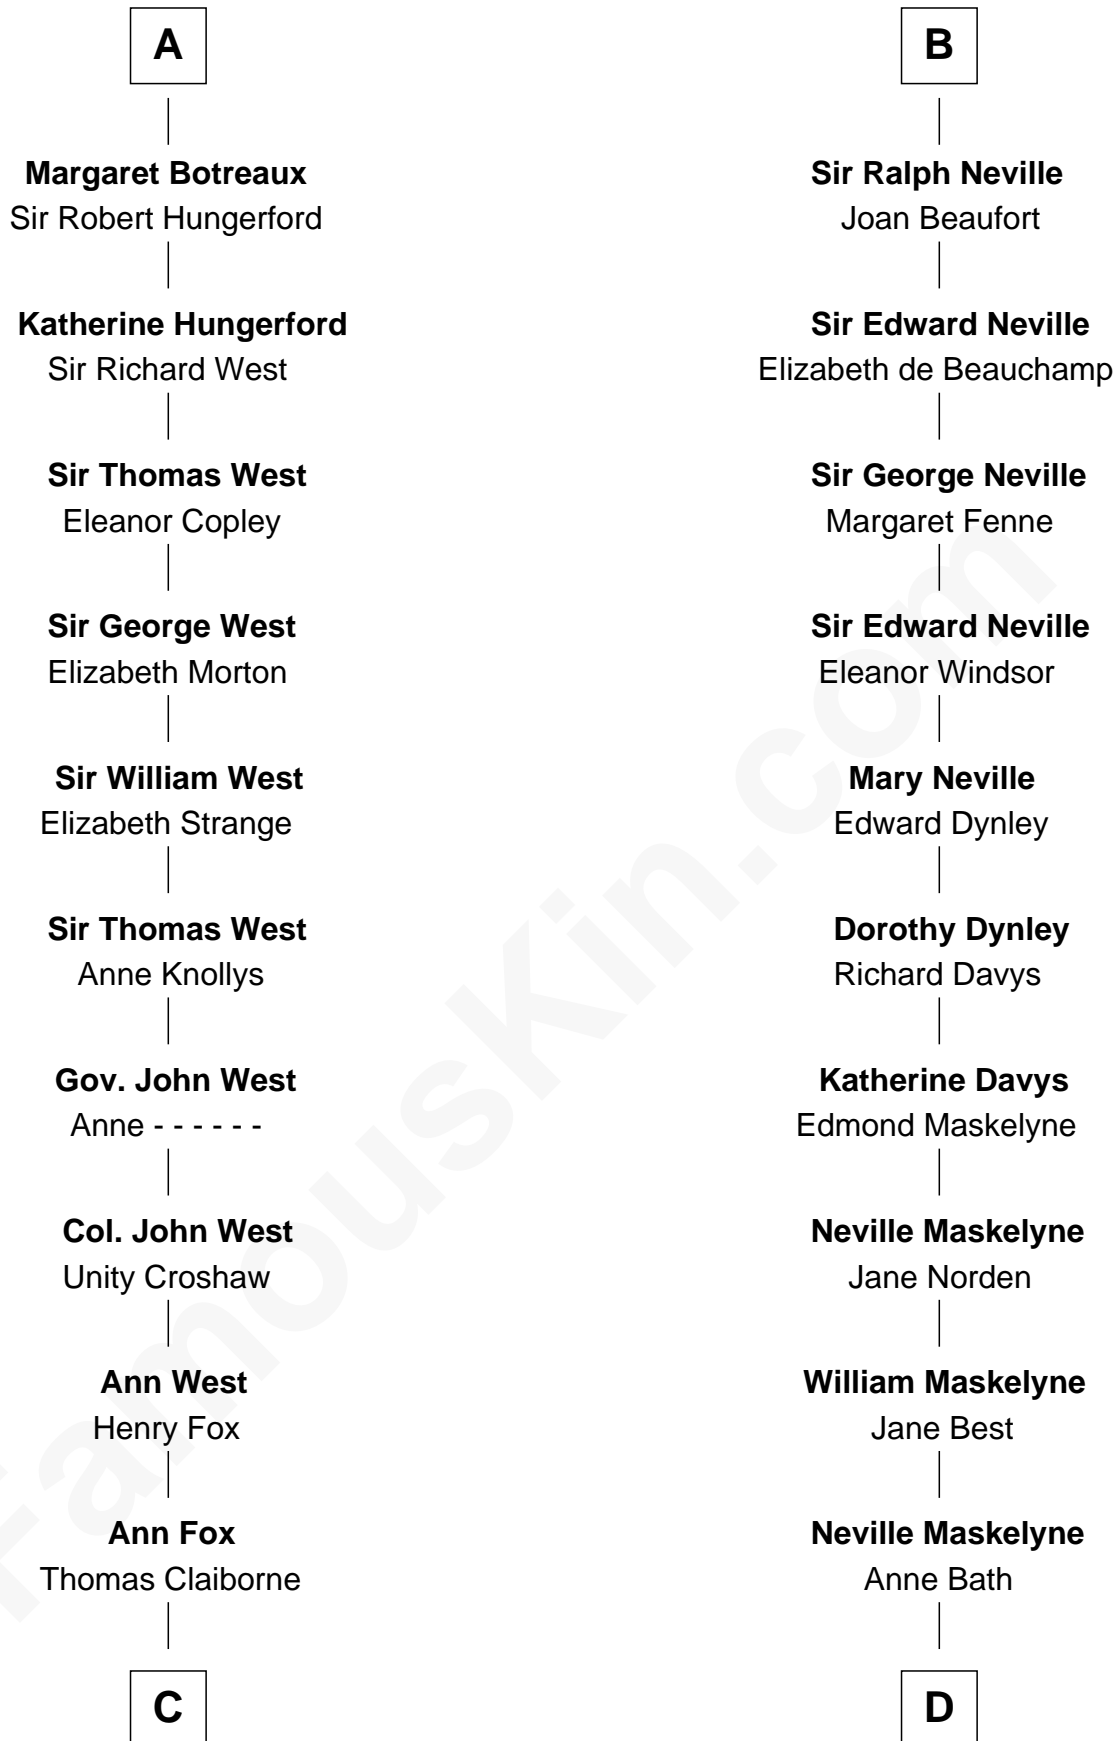 A
Margaret Botreaux
Sir Robert Hungerford
Katherine Hungerford
Sir Richard West
Sir Thomas West
Eleanor Copley
Sir George West
Elizabeth Morton
Sir William West
Elizabeth Strange
Sir Thomas West
Anne Knollys
Gov. John West
Anne - - - - - -
Col. John West
Unity Croshaw
Ann West
Henry Fox
Ann Fox
Thomas Claiborne
C
B
Sir Ralph Neville
Joan Beaufort
Sir Edward Neville
Elizabeth de Beauchamp
Sir George Neville
Margaret Fenne
Sir Edward Neville
Eleanor Windsor
Mary Neville
Edward Dynley
Dorothy Dynley
Richard Davys
Katherine Davys
Edmond Maskelyne
Neville Maskelyne
Jane Norden
William Maskelyne
Jane Best
Neville Maskelyne
Anne Bath
D
FamousKin.com